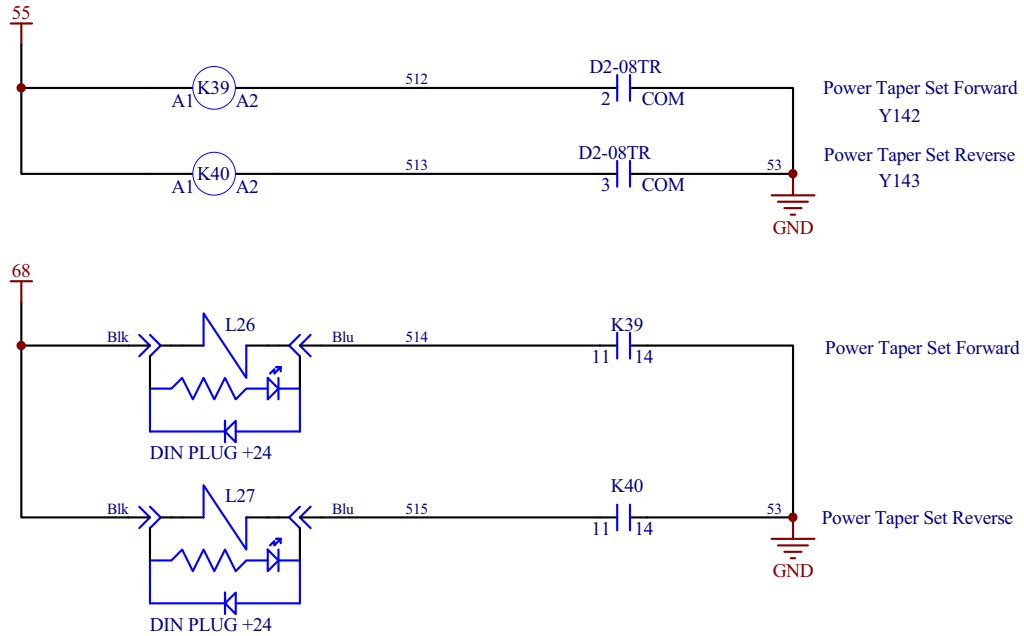 55
K39
A1
A2
512
D2-08TR
2
COM
Power Taper Set Forward
Y142
K40
A1
A2
513
D2-08TR
3
COM
53
Power Taper Set Reverse
Y143
GND
68
Blk
L26
Blu
514
K39
11
14
Power Taper Set Forward
DIN PLUG +24
Blk
L27
Blu
515
K40
11
14
53
Power Taper Set Reverse
GND
DIN PLUG +24